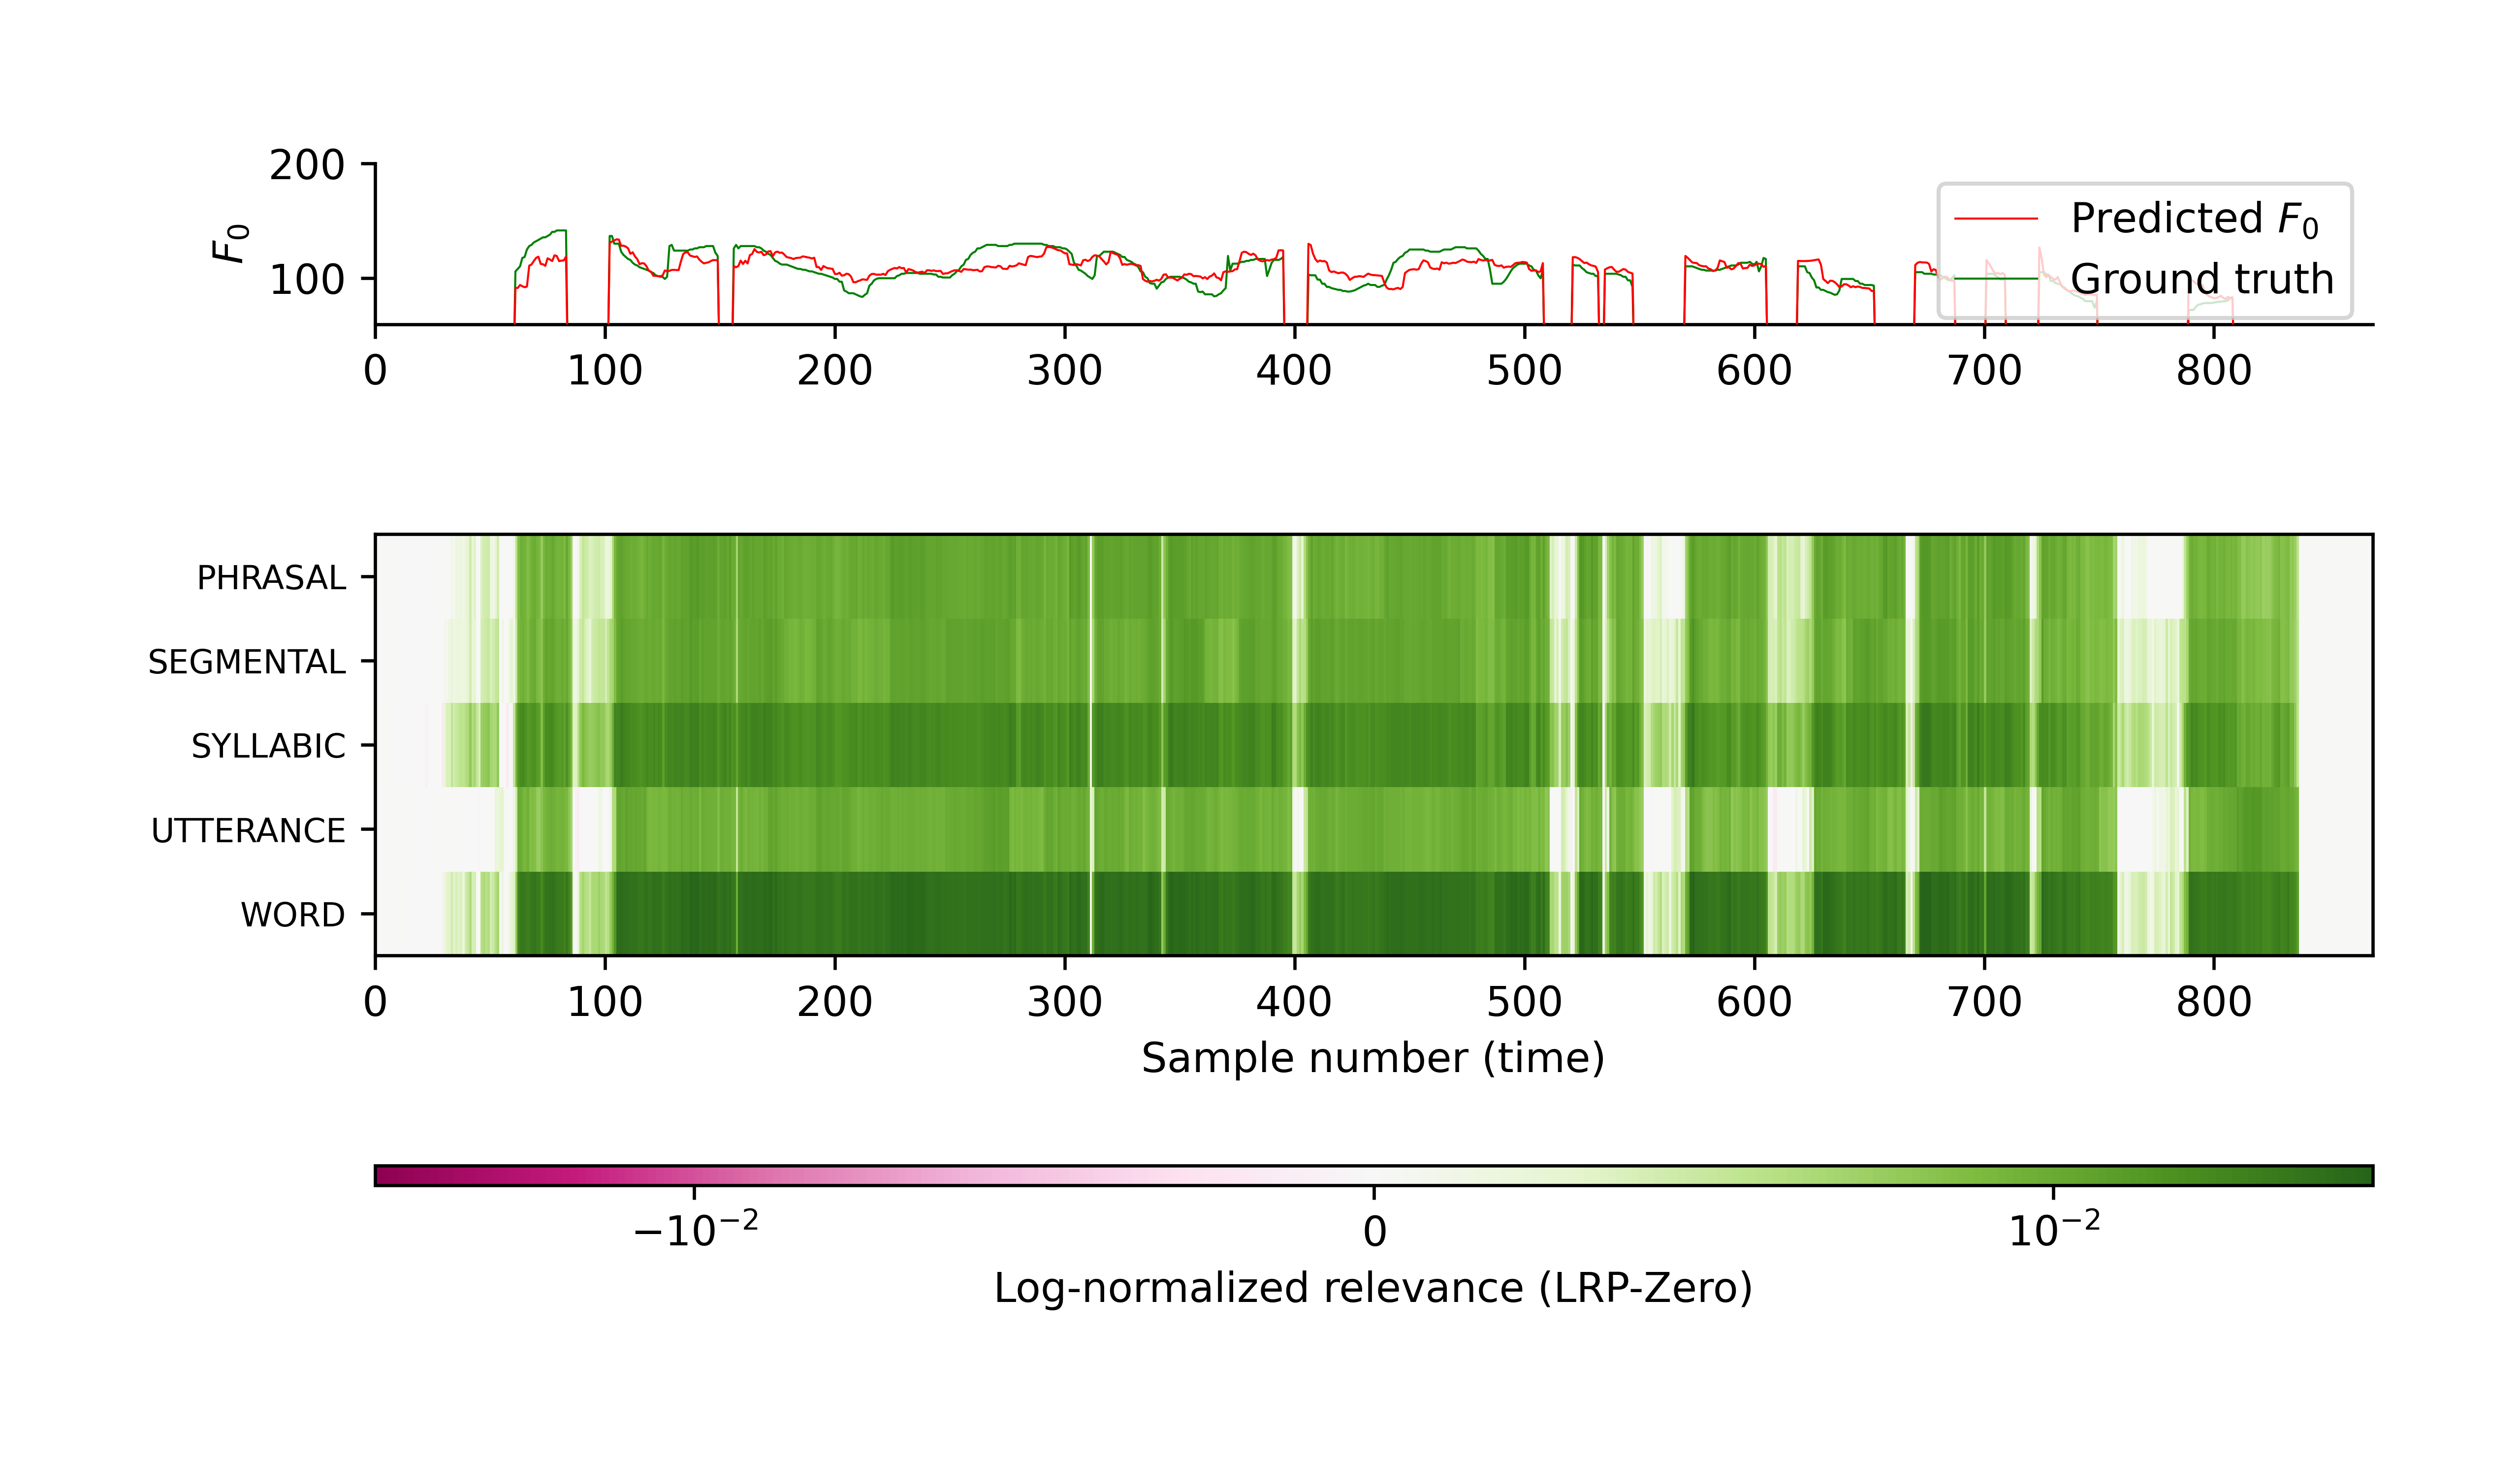 200
100
F₀
Predicted F₀
Ground truth
0 100 200 300 400 500 600 700 800
PHRASAL
SEGMENTAL
SYLLABIC
UTTERANCE
WORD
0 100 200 300 400 500 600 700 800
Sample number (time)
−10⁻² 0 10⁻²
Log-normalized relevance (LRP-Zero)